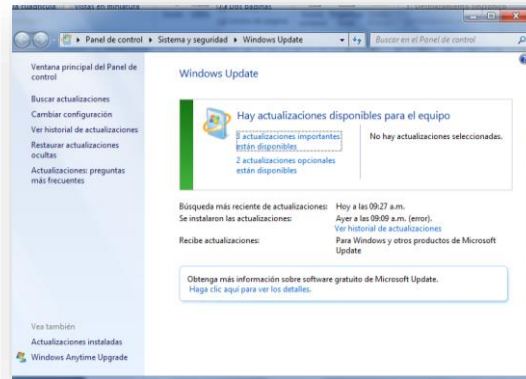 Vistas en miniatura
Dos páginas
Panel de control ▸ Sistema y seguridad ▸ Windows Update
Buscar en el Panel de control
Ventana principal del Panel de
control
Buscar actualizaciones
Cambiar configuración
Ver historial de actualizaciones
Restaurar actualizaciones
ocultas
Actualizaciones: preguntas
más frecuentes
Vea también
Actualizaciones instaladas
Windows Anytime Upgrade
Windows Update
Hay actualizaciones disponibles para el equipo
actualizaciones importantes
están disponibles
2 actualizaciones opcionales
están disponibles
No hay actualizaciones seleccionadas.
Búsqueda más reciente de actualizaciones: Hoy a las 09:27 a.m.
Se instalaron las actualizaciones: Ayer a las 09:09 a.m. (error).
Ver historial de actualizaciones
Recibe actualizaciones: Para Windows y otros productos de Microsoft
Update
Obtenga más información sobre software gratuito de Microsoft Update.
Haga clic aquí para ver los detalles.